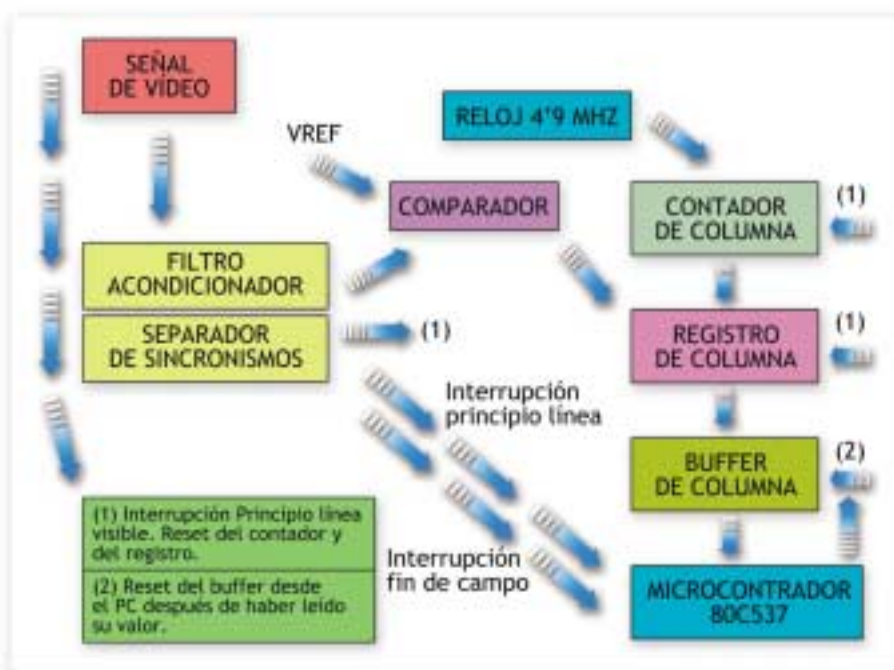 SEÑAL
DE VÍDEO
VREF
RELOJ 4'9 MHZ
COMPARADOR
CONTADOR
DE COLUMNA
(1)
FILTRO
ACONDICIONADOR
SEPARADOR
DE SINCRONISMOS
(1)
REGISTRO
DE COLUMNA
(1)
Interrupción
principio línea
BUFFER
DE COLUMNA
(2)
(1) Interrupción Principio línea
visible. Reset del contador y
del registro.
(2) Reset del buffer desde
el PC después de haber leído
su valor.
Interrupción
fin de campo
MICROCONTRADOR
80C537